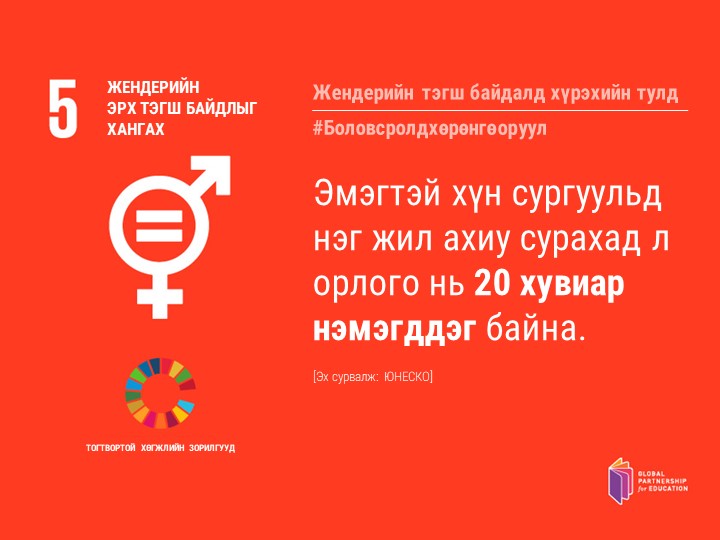 5
ЖЕНДЕРИЙН
ЭРХ ТЭГШ БАЙДЛЫГ
ХАНГАХ
ТОГТВОРТОЙ ХӨГЖЛИЙН ЗОРИЛГУУД
Жендерийн тэгш байдалд хүрэхийн тулд
#Боловсролдхөрөнгөоруул
Эмэгтэй хүн сургуульд
нэг жил ахиу сурахад л
орлого нь 20 хувиар
нэмэгддэг байна.
[Эх сурвалж: ЮНЕСКО]
GLOBAL
PARTNERSHIP
for EDUCATION